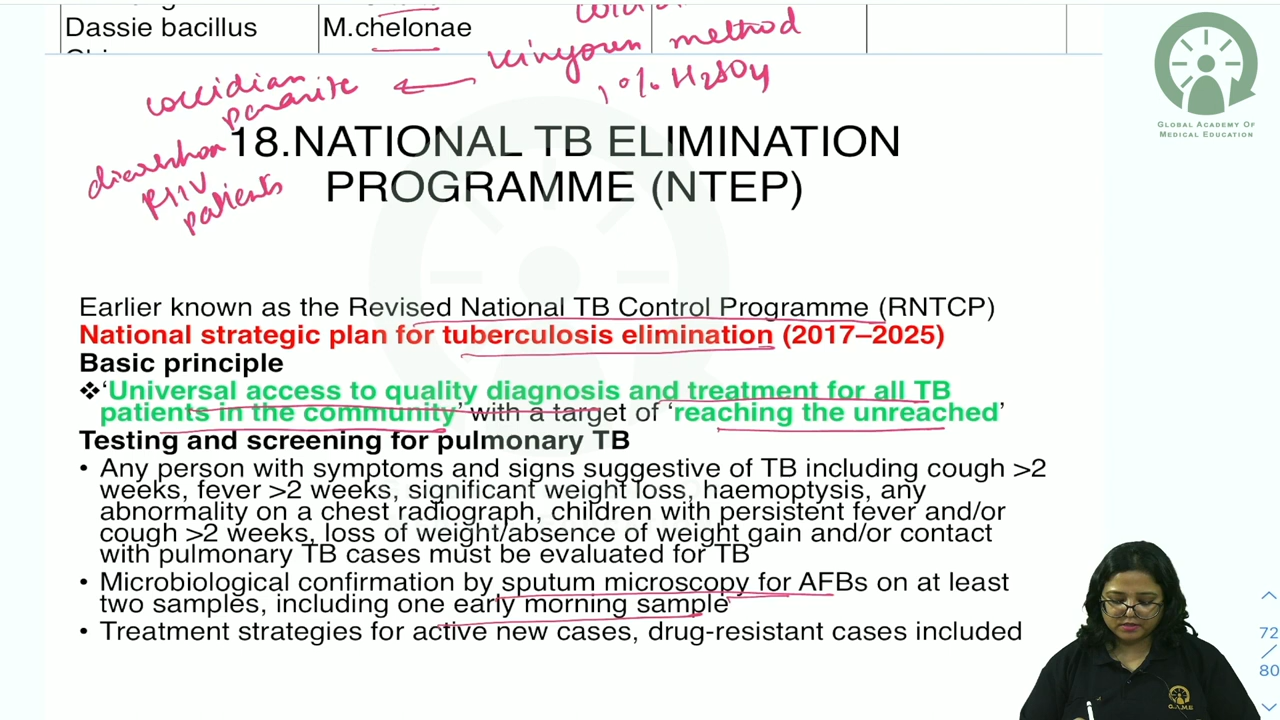 Dassie bacillus
M.chelonae
method
1% H2SO4
coccidian
parasite
HIV
patients
GLOBAL ACADEMY OF
MEDICAL EDUCATION
18.NATIONAL TB ELIMINATION
PROGRAMME (NTEP)
Earlier known as the Revised National TB Control Programme (RNTCP)
National strategic plan for tuberculosis elimination (2017–2025)
Basic principle
❖‘Universal access to quality diagnosis and treatment for all TB
patients in the community’ with a target of ‘reaching the unreached’
Testing and screening for pulmonary TB
• Any person with symptoms and signs suggestive of TB including cough >2
weeks, fever >2 weeks, significant weight loss, haemoptysis, any
abnormality on a chest radiograph, children with persistent fever and/or
cough >2 weeks, loss of weight/absence of weight gain and/or contact
with pulmonary TB cases must be evaluated for TB
• Microbiological confirmation by sputum microscopy for AFBs on at least
two samples, including one early morning sample
• Treatment strategies for active new cases, drug-resistant cases included
72
/
80
G.A.M.E